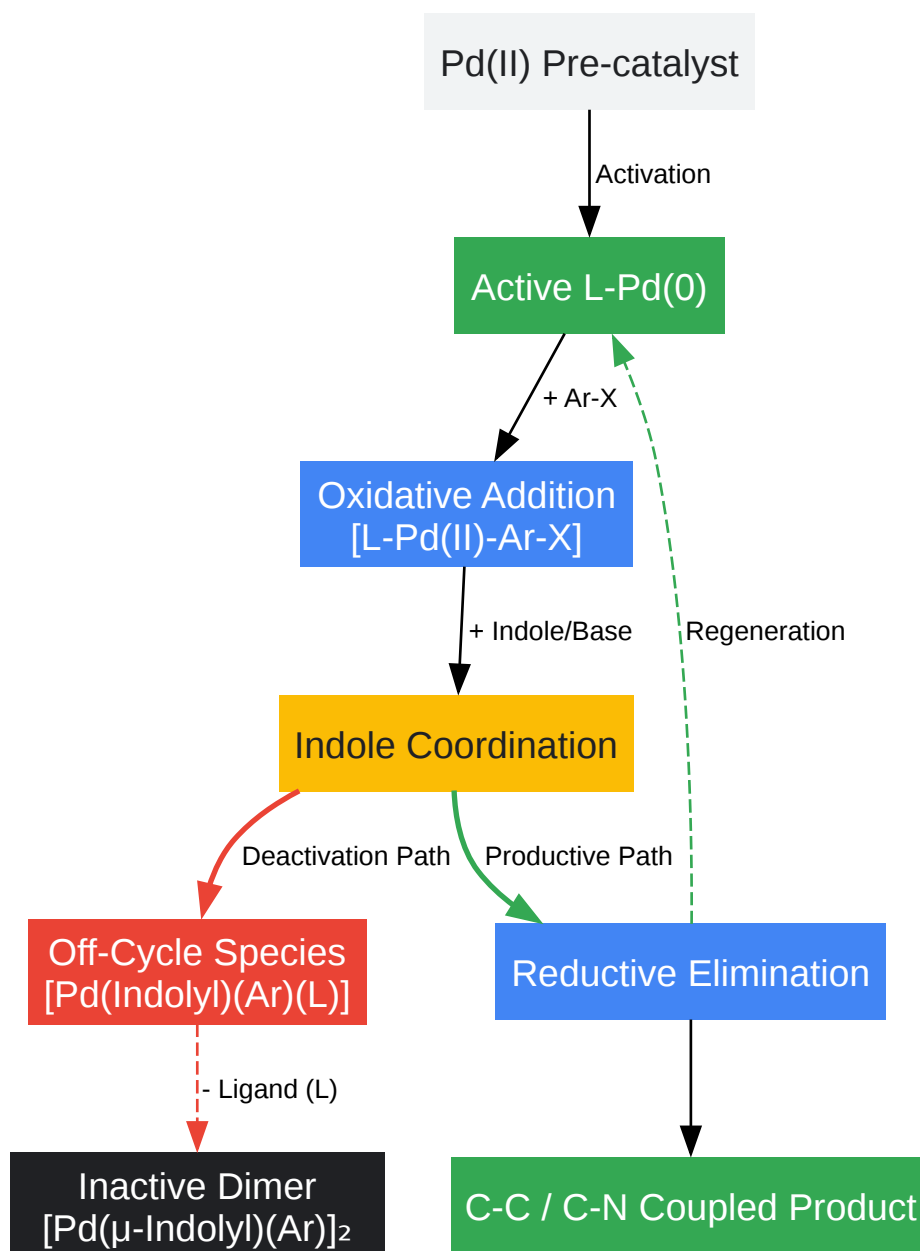 Pd(II) Pre-catalyst
Activation
Active L-Pd(0)
+ Ar-X
Oxidative Addition
[L-Pd(II)-Ar-X]
+ Indole/Base
Regeneration
Indole Coordination
Deactivation Path
Productive Path
Off-Cycle Species
[Pd(Indolyl)(Ar)(L)]
Reductive Elimination
- Ligand (L)
Inactive Dimer
[Pd(μ-Indolyl)(Ar)]₂
C-C / C-N Coupled Product